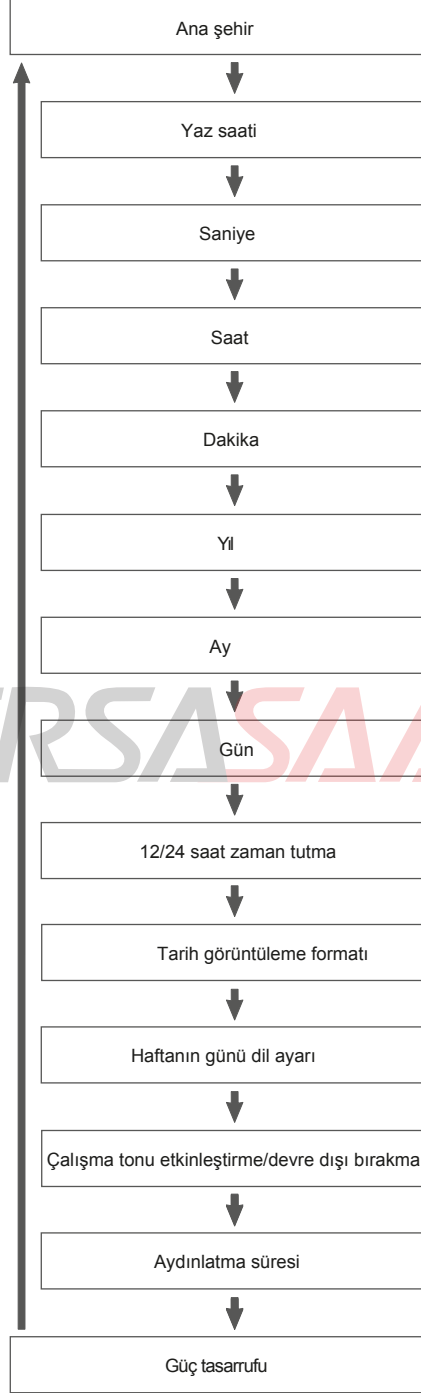 Ana şehir
Yaz saati
Saniye
Saat
Dakika
Yıl
Ay
Gün
12/24 saat zaman tutma
Tarih görüntüleme formatı
Haftanın günü dil ayarı
Çalışma tonu etkinleştirme/devre dışı bırakma
Aydınlatma süresi
Güç tasarrufu